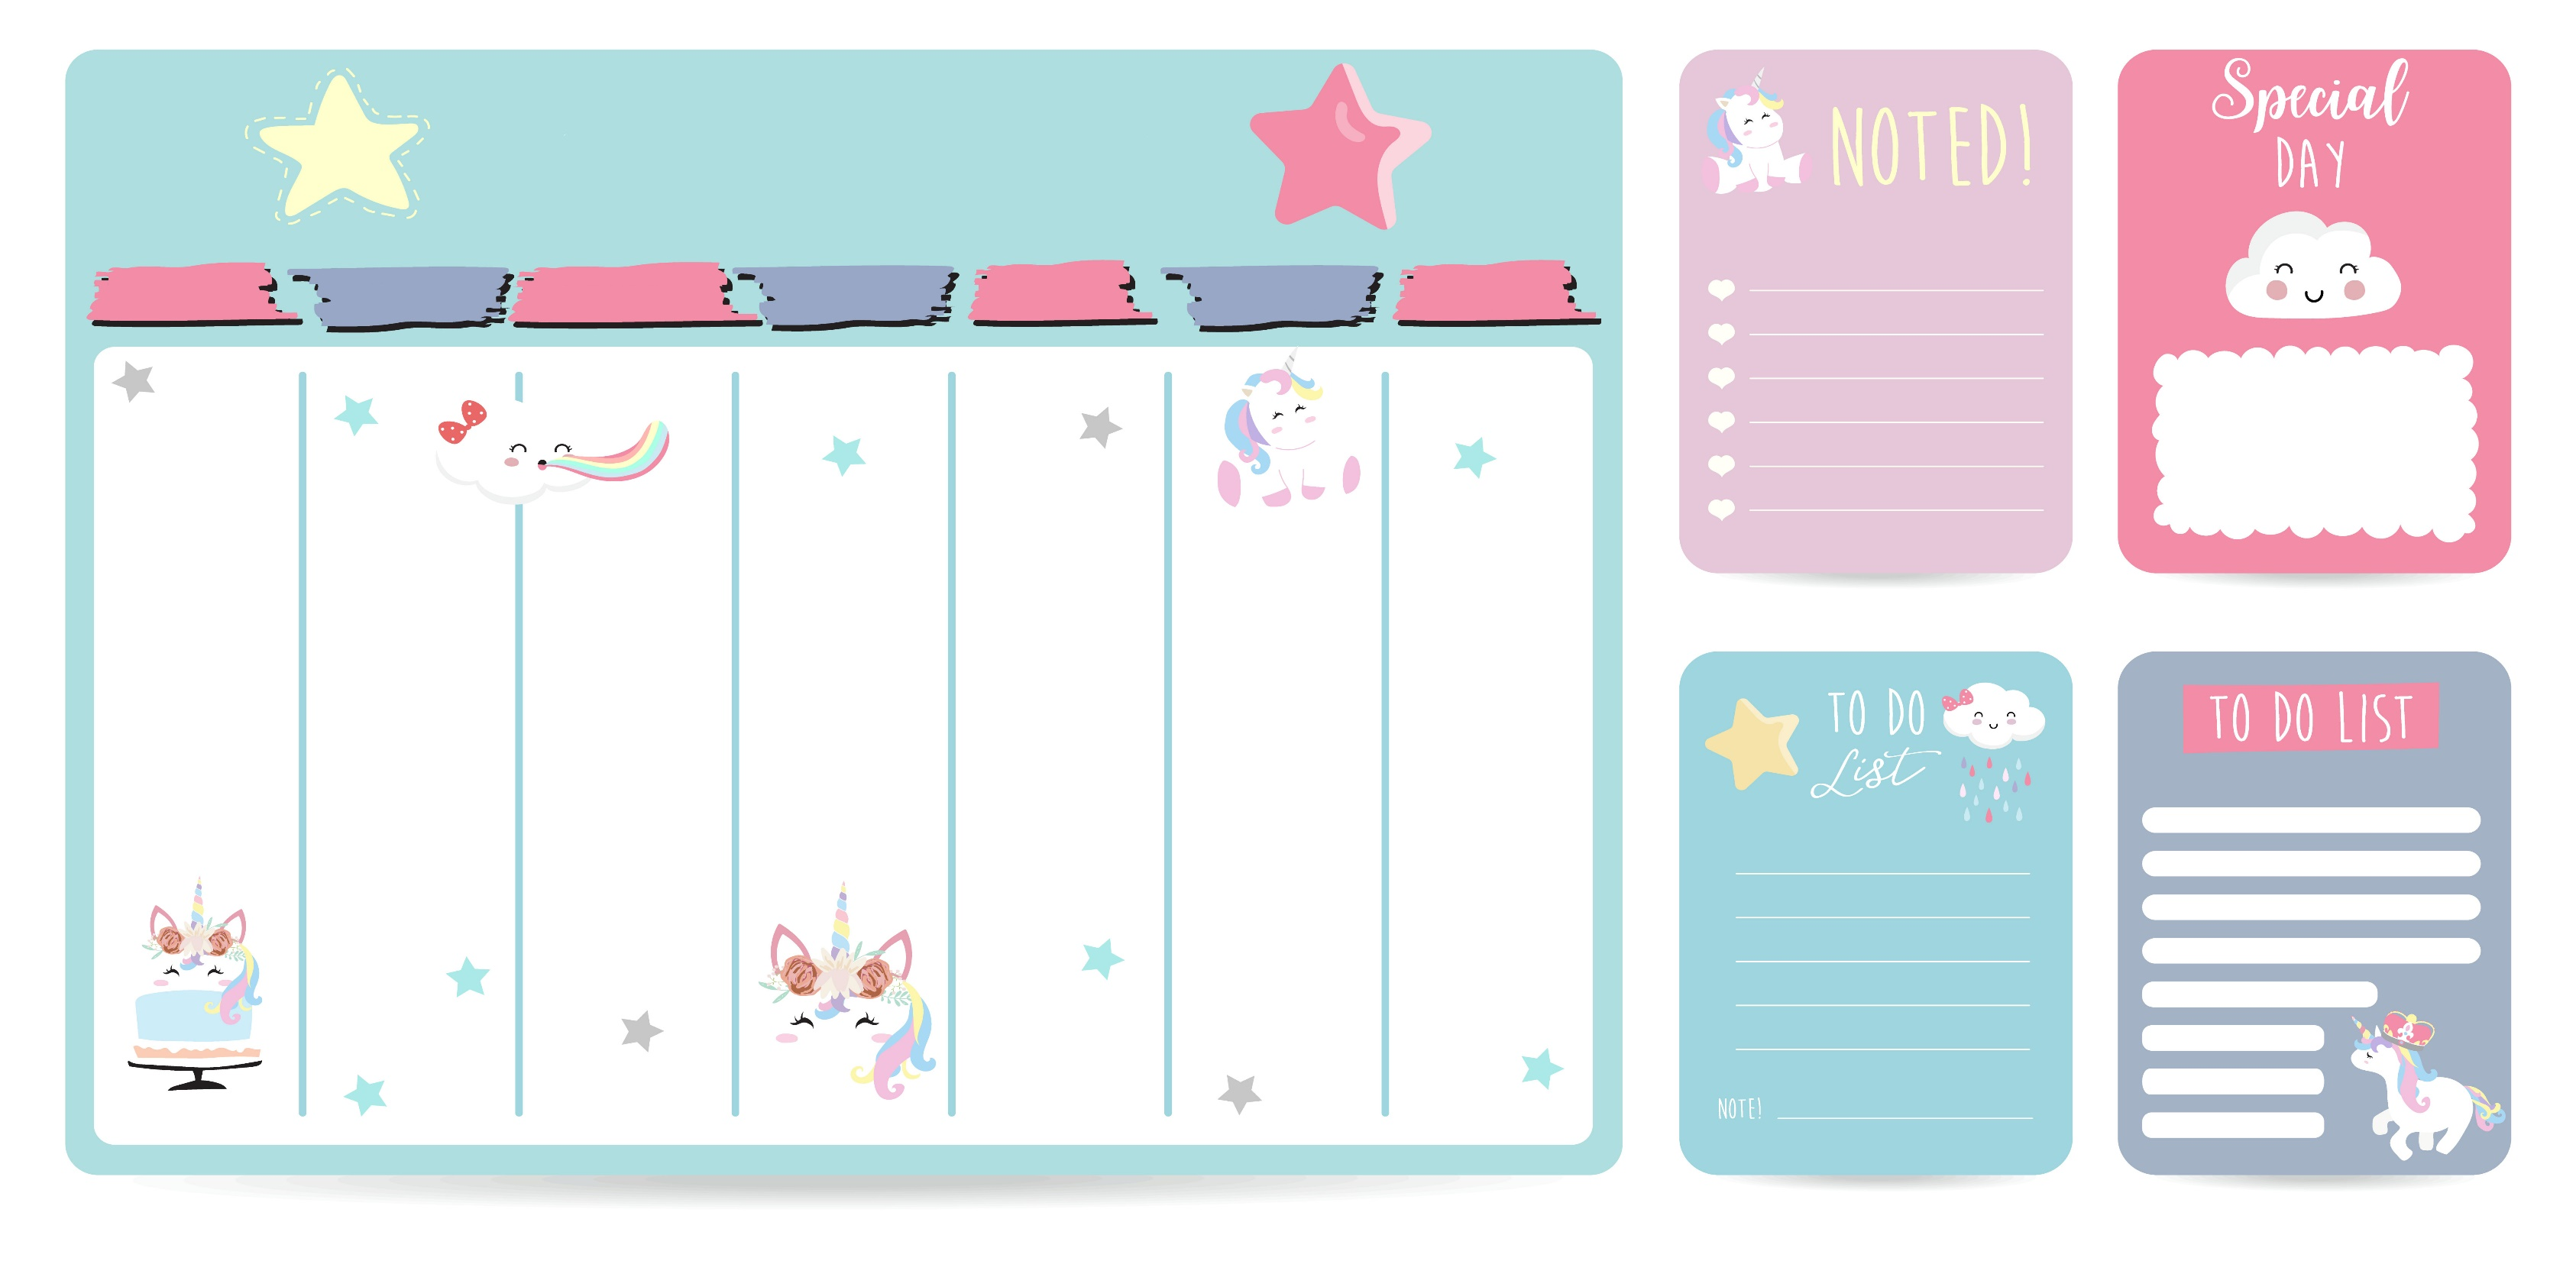 NOTED!
Special
DAY
TO DO
List
NOTE!
TO DO LIST